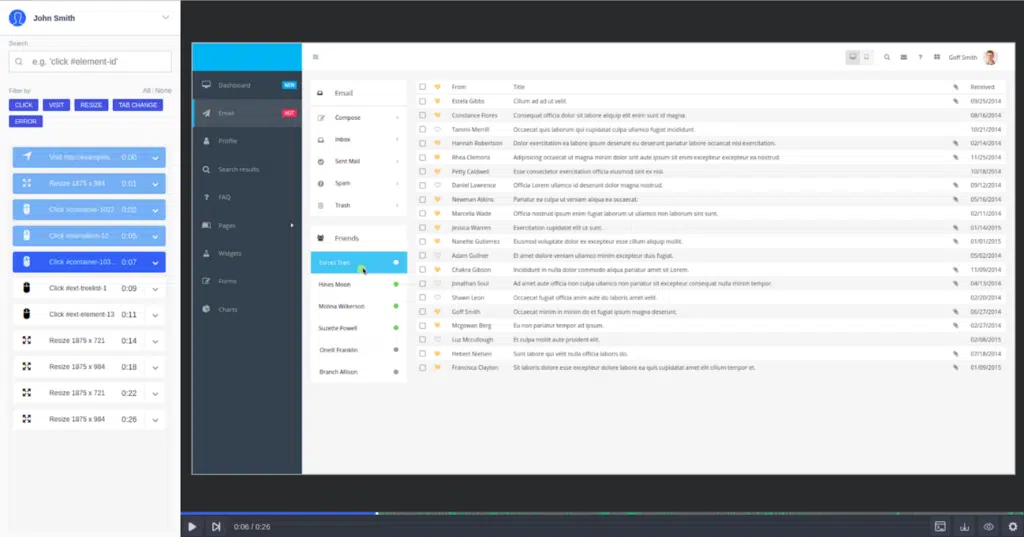 John Smith
Search
e.g. 'click #element-id'
Filter by
All | None
CLICK VISIT RESIZE TAB CHANGE
ERROR
Visit 0:00
Resize 1875 x 984 0:01
Click 0:02
Click 0:05
Click #container-103... 0:07
Click #ext-treelist-1 0:09
Click #ext-element-13 0:11
Resize 1875 x 721 0:14
Resize 1875 x 984 0:18
Resize 1875 x 721 0:22
Resize 1875 x 984 0:26
Goff Smith
Dashboard NEW
Email HOT
Profile
Search results
FAQ
Pages
Widgets
Forms
Charts
Email
Compose
Inbox
Sent Mail
Spam
Trash
Friends
Torres Tran
Hines Moon
Molina Wilkerson
Suzette Powell
Oneill Franklin
Branch Allison
From Title Received
Estela Gibbs Cillum ad ad ut velit. 09/25/2014
Constance Flores Consequat officia dolor sit labore aliquip elit enim sunt id magna. 08/16/2014
Tammi Merrill Occaecat quis laborum qui cupidatat culpa ullamco fugiat incididunt. 10/21/2014
Hannah Robertson Dolor exercitation ea labore ipsum deserunt eu deserunt pariatur labore occaecat nisi exercitation. 02/14/2014
Rhea Clemons Adipisicing occaecat ut magna minim dolor aute ipsum sit enim excepteur excepteur ea nostrud. 11/25/2014
Petty Caldwell Esse consectetur exercitation officia eiusmod sint ex nisi. 10/18/2014
Daniel Lawrence Officia Lorem ullamco id deserunt dolor magna nostrud. 09/12/2014
Newman Atkins Pariatur ea culpa ut veniam aliqua ea occaecat. 05/16/2014
Marcella Wade Officia nostrud ipsum enim fugiat laborum ut ullamco non laborum sint sunt. 02/11/2014
Jessica Warren Exercitation cupidatat elit ut sunt. 01/14/2015
Nanette Gutierrez Eiusmod voluptate dolor ex excepteur esse cillum aliquip mollit. 01/01/2015
Adam Gullner Et amet dolore veniam ullamco dolore mollit excepteur duis fugiat. 05/02/2014
Chakra Gibson Incididunt in nulla dolor commodo aliqua pariatur amet sit Lorem. 11/09/2014
Jonathan Soul Ad amet aute officia non culpa ullamco non cupidatat excepteur consequat excepteur nulla minim tempor. 04/13/2014
Shawn Leon Occaecat fugiat officia anim aute do laboris amet velit. 02/20/2014
Goff Smith Occaecat minim in minim do et fugiat ipsum magna deserunt. 06/27/2014
Mcgowan Berg Eu non pariatur tempor ad ipsum. 02/27/2014
Luz Mccullough Et culpa mollit aute proident elit. 02/08/2015
Hebert Nielsen Sunt labore qui velit nulla officia laboris do. 07/18/2014
Francisca Clayton Sit laboris dolore esse excepteur dolore labore ea quis cupidatat amet elit cillum tempor et. 01/09/2015
0:06 / 0:26